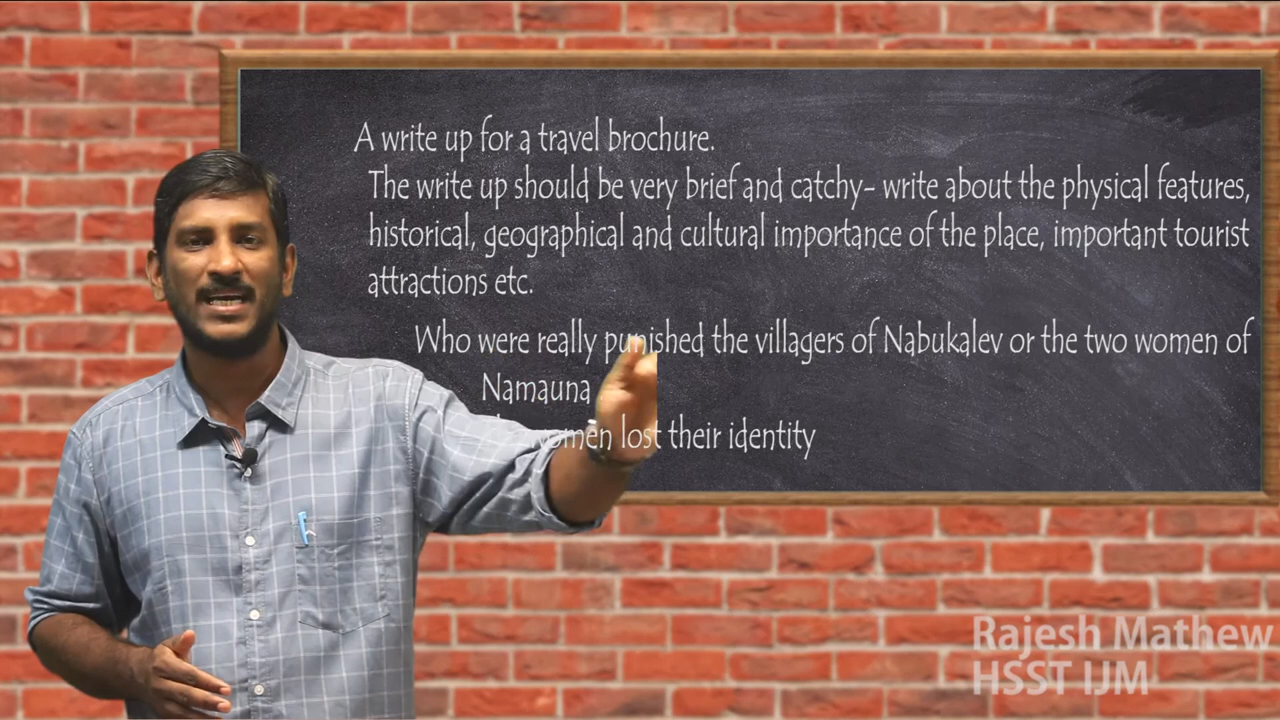 A write up for a travel brochure.
The write up should be very brief and catchy- write about the physical features,
historical, geographical and cultural importance of the place, important tourist
attractions etc.
Who were really punished the villagers of Nabukalev or the two women of
Namauna
women lost their identity
Rajesh Mathew
HSST IJM